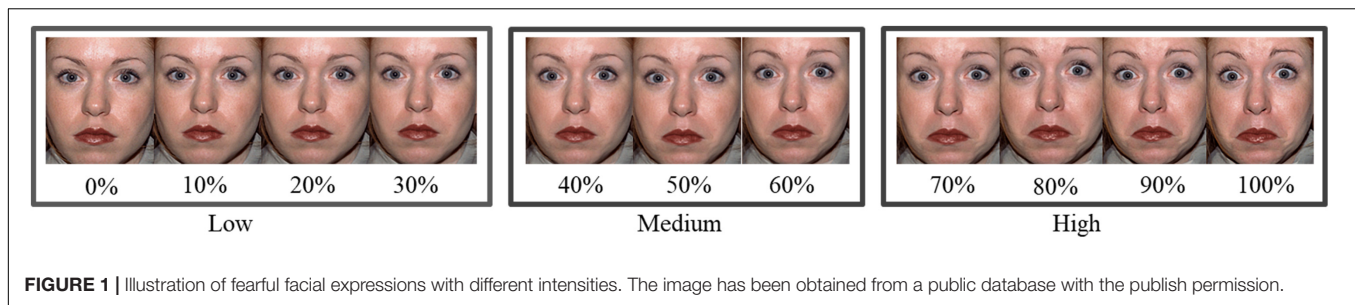 0% 10% 20% 30% 40% 50% 60% 70% 80% 90% 100%
Low Medium High
FIGURE 1 | Illustration of fearful facial expressions with different intensities. The image has been obtained from a public database with the publish permission.